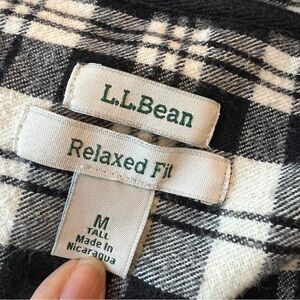 L.L.Bean
Relaxed Fit
M
TALL
Made In
Nicaragua